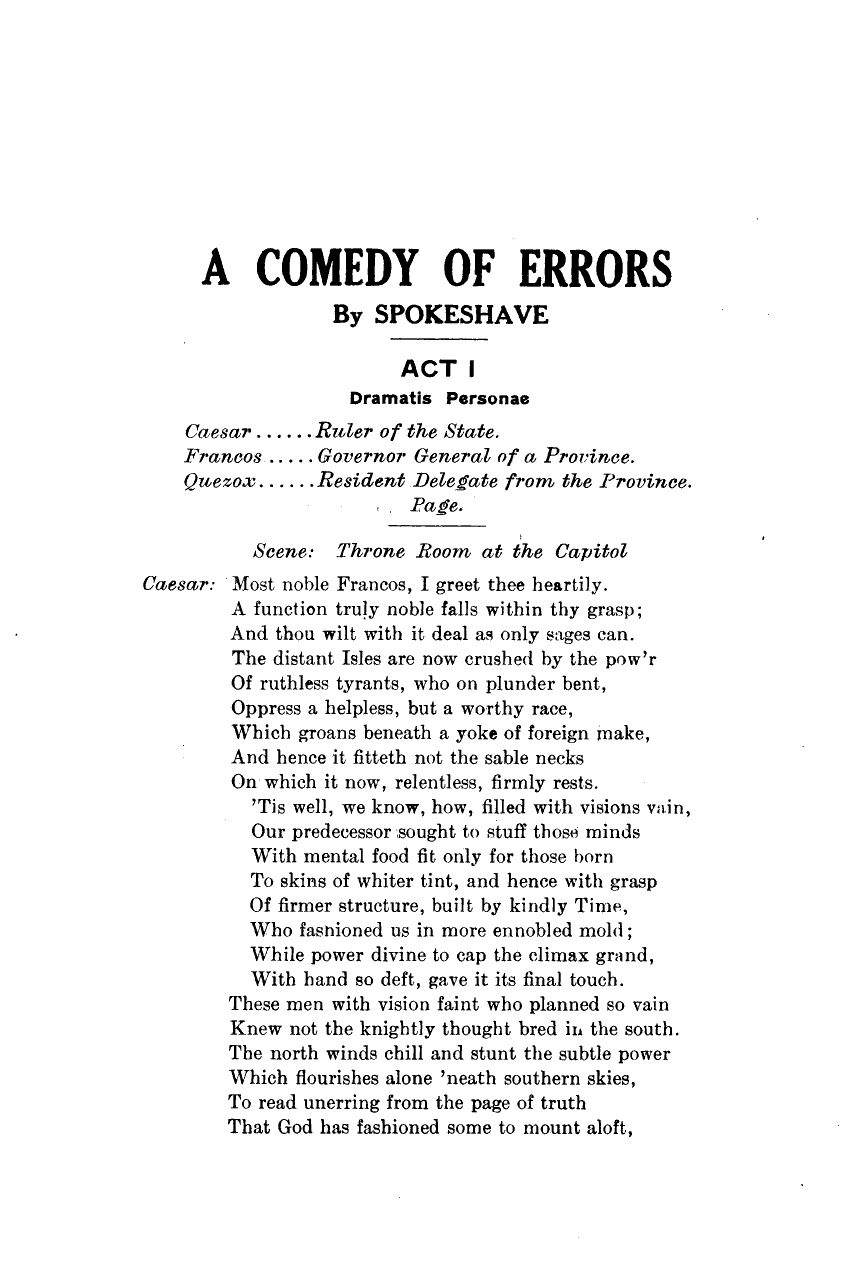 A COMEDY OF ERRORS
By SPOKESHAVE
ACT I
Dramatis Personae
Caesar ...... Ruler of the State.
Francos ..... Governor General of a Province.
Quezox ...... Resident Delegate from the Province.
Page.
Scene: Throne Room at the Capitol
Caesar: Most noble Francos, I greet thee heartily.
A function truly noble falls within thy grasp;
And thou wilt with it deal as only sages can.
The distant Isles are now crushed by the pow'r
Of ruthless tyrants, who on plunder bent,
Oppress a helpless, but a worthy race,
Which groans beneath a yoke of foreign make,
And hence it fitteth not the sable necks
On which it now, relentless, firmly rests.
'Tis well, we know, how, filled with visions vain,
Our predecessor sought to stuff those minds
With mental food fit only for those born
To skins of whiter tint, and hence with grasp
Of firmer structure, built by kindly Time,
Who fashioned us in more ennobled mold;
While power divine to cap the climax grand,
With hand so deft, gave it its final touch.
These men with vision faint who planned so vain
Knew not the knightly thought bred in the south.
The north winds chill and stunt the subtle power
Which flourishes alone 'neath southern skies,
To read unerring from the page of truth
That God has fashioned some to mount aloft,